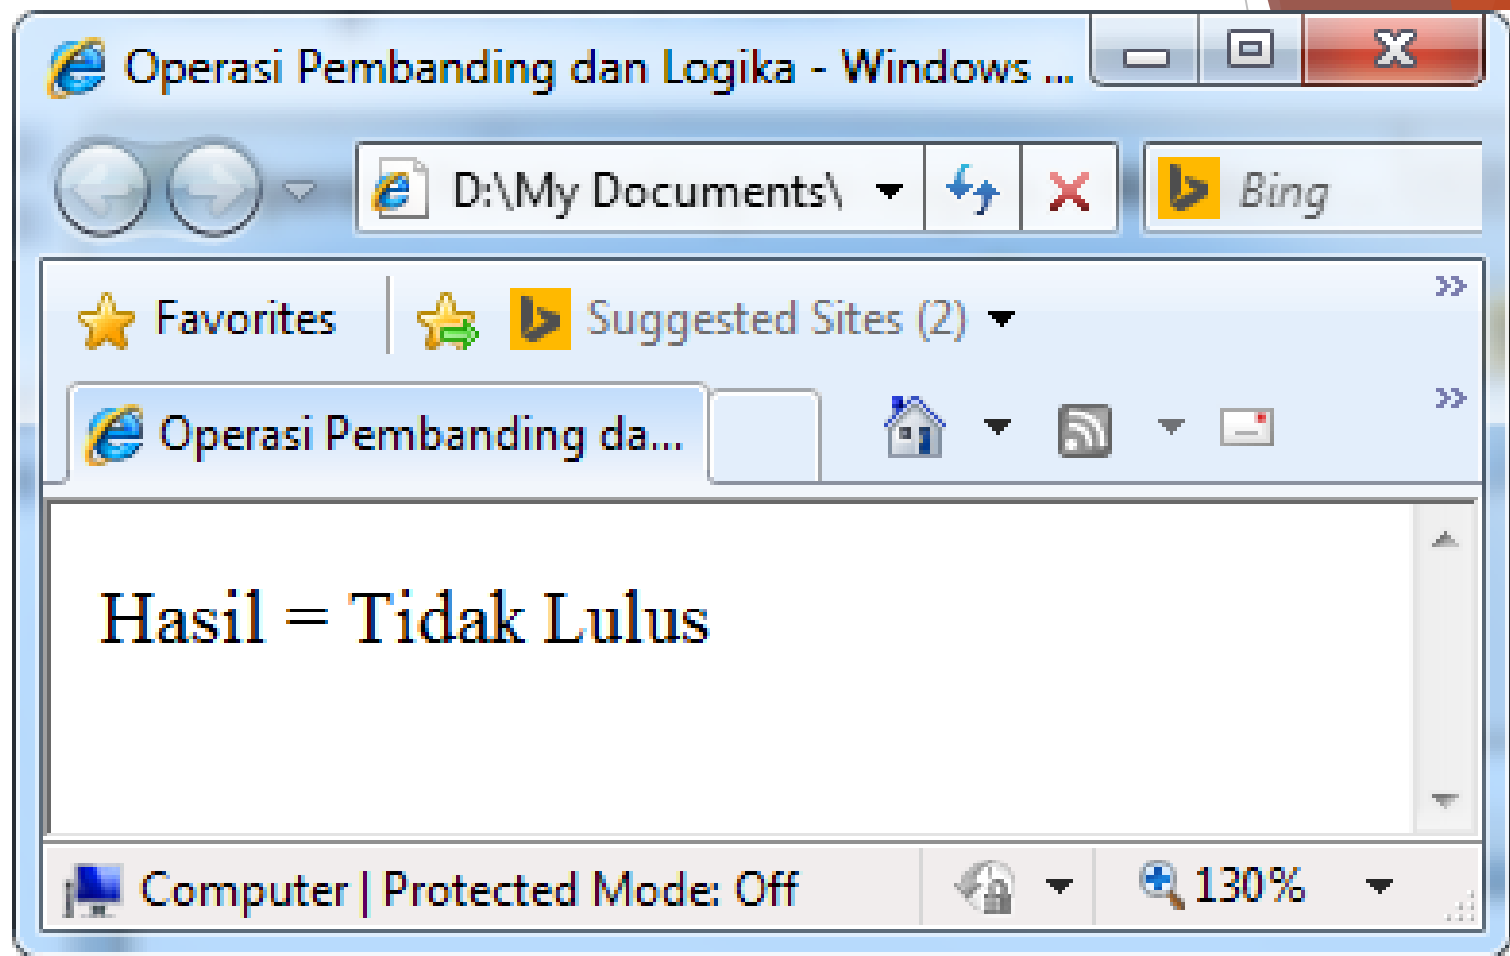 Operasi Pembanding dan Logika - Windows ...
D:\My Documents\
Bing
Favorites
Suggested Sites (2)
Operasi Pembanding da...
Hasil = Tidak Lulus
Computer | Protected Mode: Off
130%